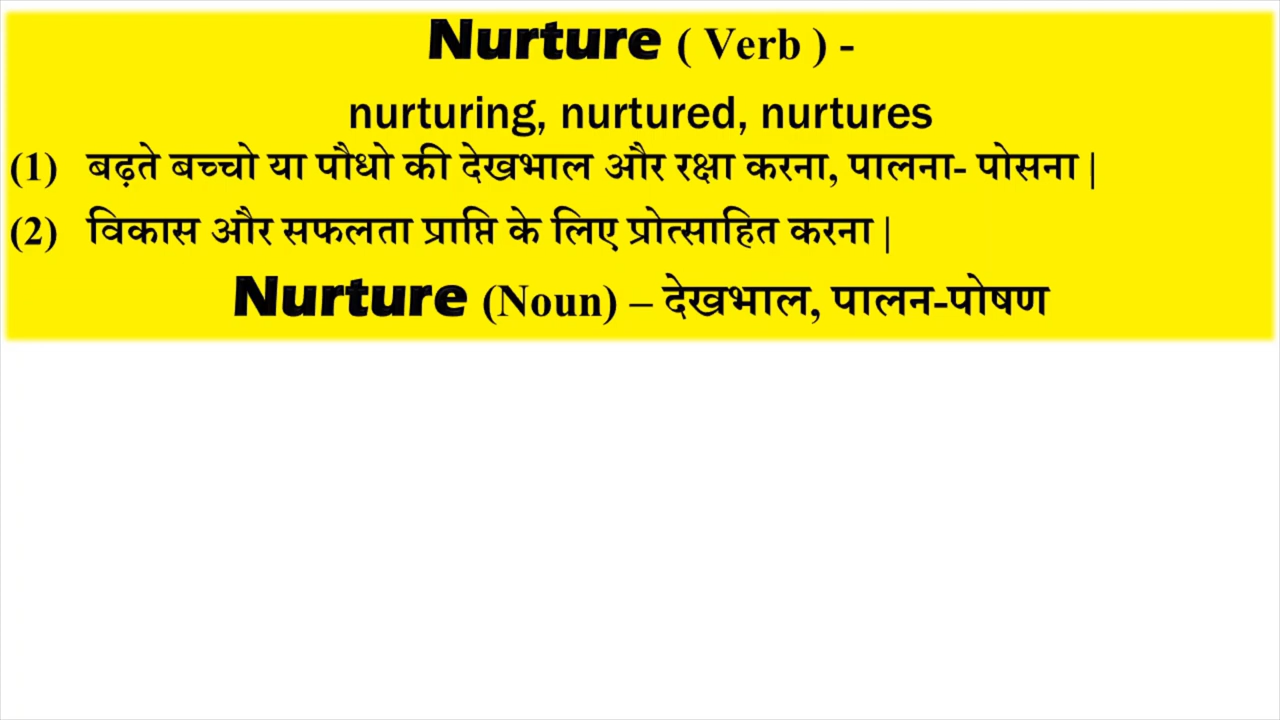 Nurture ( Verb ) -
nurturing, nurtured, nurtures
(1) बढ़ते बच्चो या पौधो की देखभाल और रक्षा करना, पालना- पोसना |
(2) विकास और सफलता प्राप्ति के लिए प्रोत्साहित करना |
Nurture (Noun) – देखभाल, पालन-पोषण